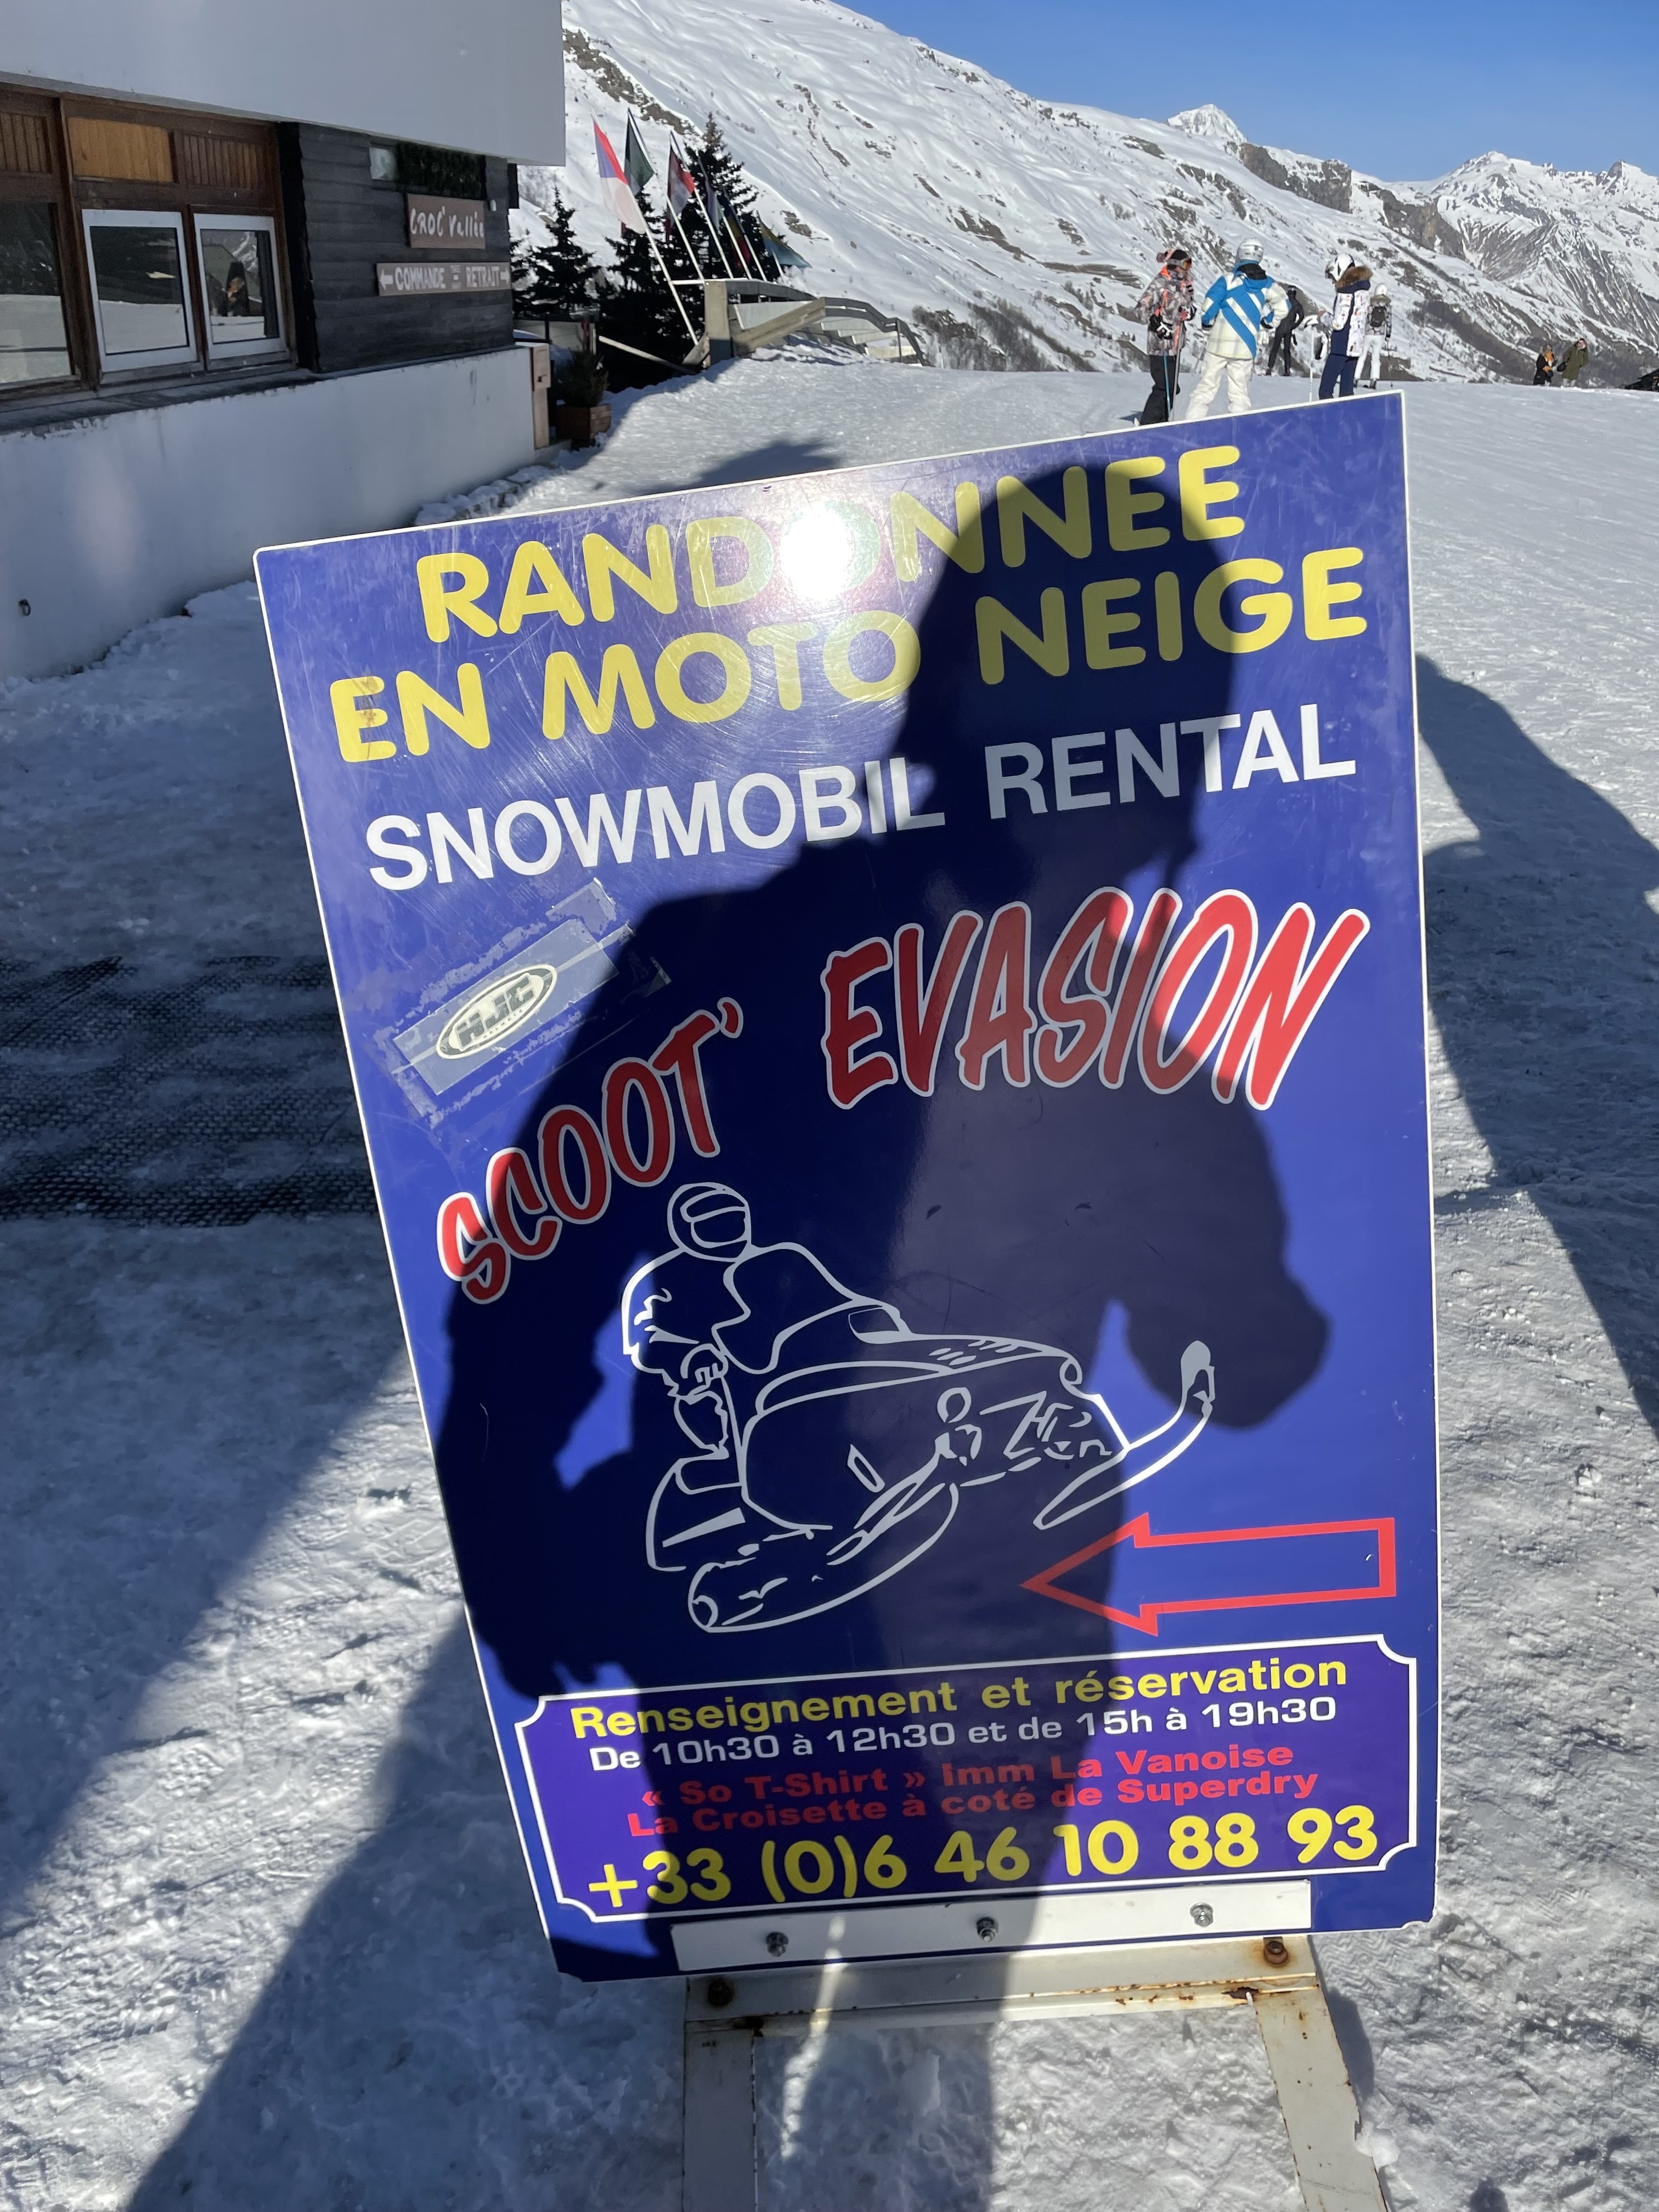 CROC' Vallée
COMMANDE RETRAIT
RANDONNEE
EN MOTO NEIGE
SNOWMOBIL RENTAL
HJC
SCOOT' EVASION
Renseignement et réservation
De 10h30 à 12h30 et de 15h à 19h30
« So T-Shirt » Imm La Vanoise
La Croisette à coté de Superdry
+33 (0)6 46 10 88 93